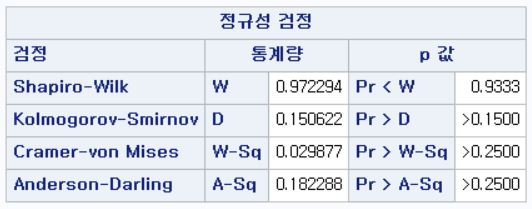 정규성 검정
검정 통계량 p 값
Shapiro-Wilk W 0.972294 Pr < W 0.9333
Kolmogorov-Smirnov D 0.150622 Pr > D >0.1500
Cramer-von Mises W-Sq 0.029877 Pr > W-Sq >0.2500
Anderson-Darling A-Sq 0.182288 Pr > A-Sq >0.2500